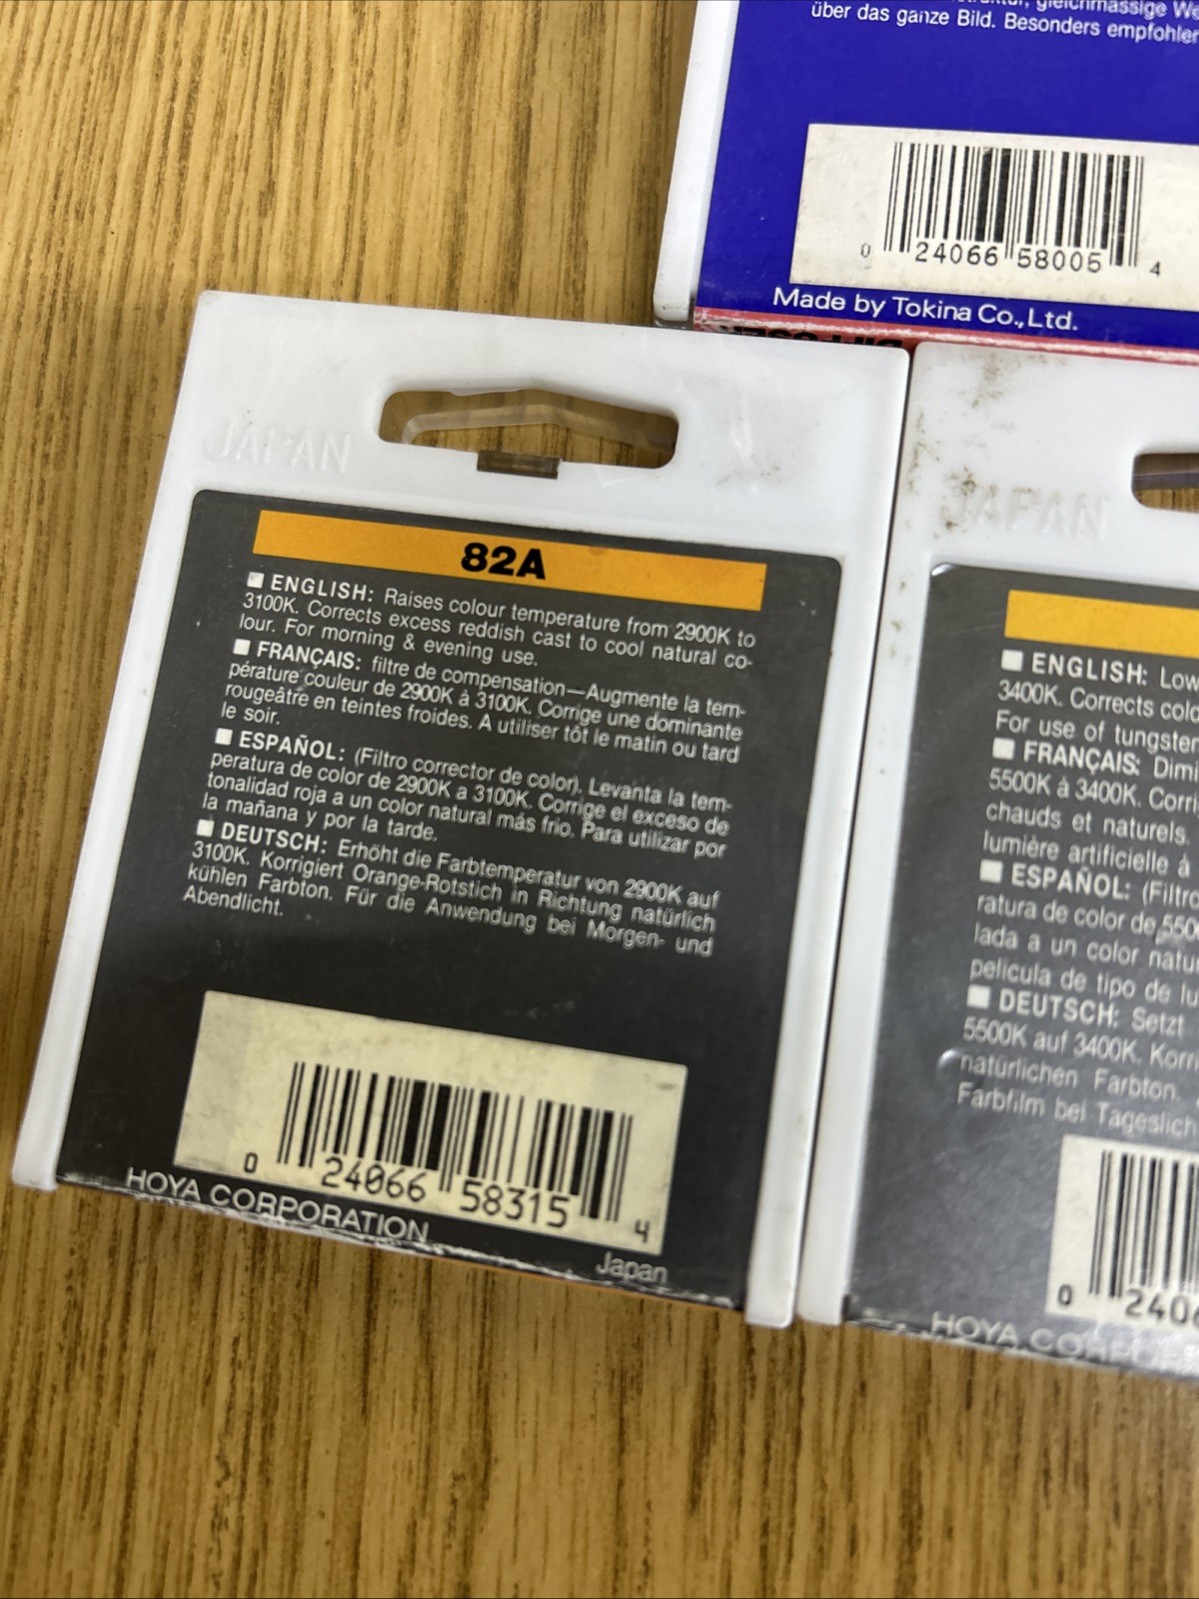 gleichmässige
über das ganze Bild. Besonders empfohlen
0 24066 58005 4
Made by Tokina Co., Ltd.
JAPAN
82A
■ ENGLISH: Raises colour temperature from 2900K to
3100K. Corrects excess reddish cast to cool natural co-
lour. For morning & evening use.
■ FRANÇAIS: filtre de compensation—Augmente la tem-
pérature couleur de 2900K à 3100K. Corrige une dominante
rougeâtre en teintes froides. A utiliser tôt le matin ou tard
le soir.
■ ESPAÑOL: (Filtro corrector de color). Levanta la tem-
peratura de color de 2900K a 3100K. Corrige el exceso de
tonalidad roja a un color natural más frio. Para utilizar por
la mañana y por la tarde.
■ DEUTSCH: Erhöht die Farbtemperatur von 2900K auf
3100K. Korrigiert Orange-Rotstich in Richtung natürlich
kühlen Farbton. Für die Anwendung bei Morgen- und
Abendlicht.
0 24066 58315 4
HOYA CORPORATION
Japan
JAPAN
■ ENGLISH: Low
3400K. Corrects colo
For use of tungster
■ FRANÇAIS: Dimi
5500K à 3400K. Corri
chauds et naturels.
lumière artificielle à
■ ESPAÑOL: (Filtro
ratura de color de 550
lada a un color natu
pelicula de tipo de lu
■ DEUTSCH: Setzt
5500K auf 3400K. Korr
natürlichen Farbton.
Farbfilm bei Tageslich
0 2406
HOYA